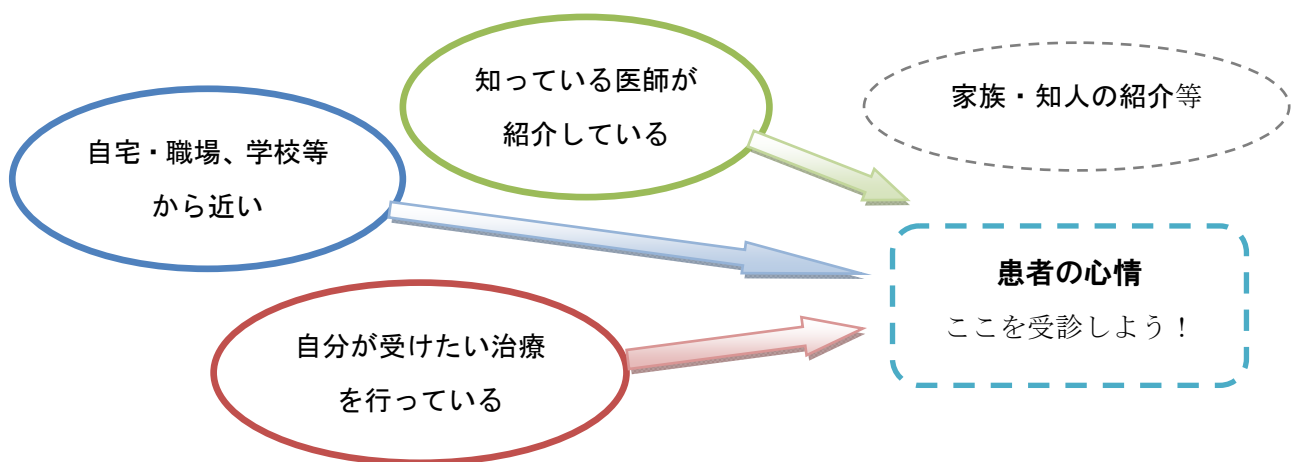 知っている医師が
紹介している
家族・知人の紹介等
自宅・職場、学校等
から近い
患者の心情
ここを受診しよう！
自分が受けたい治療
を行っている